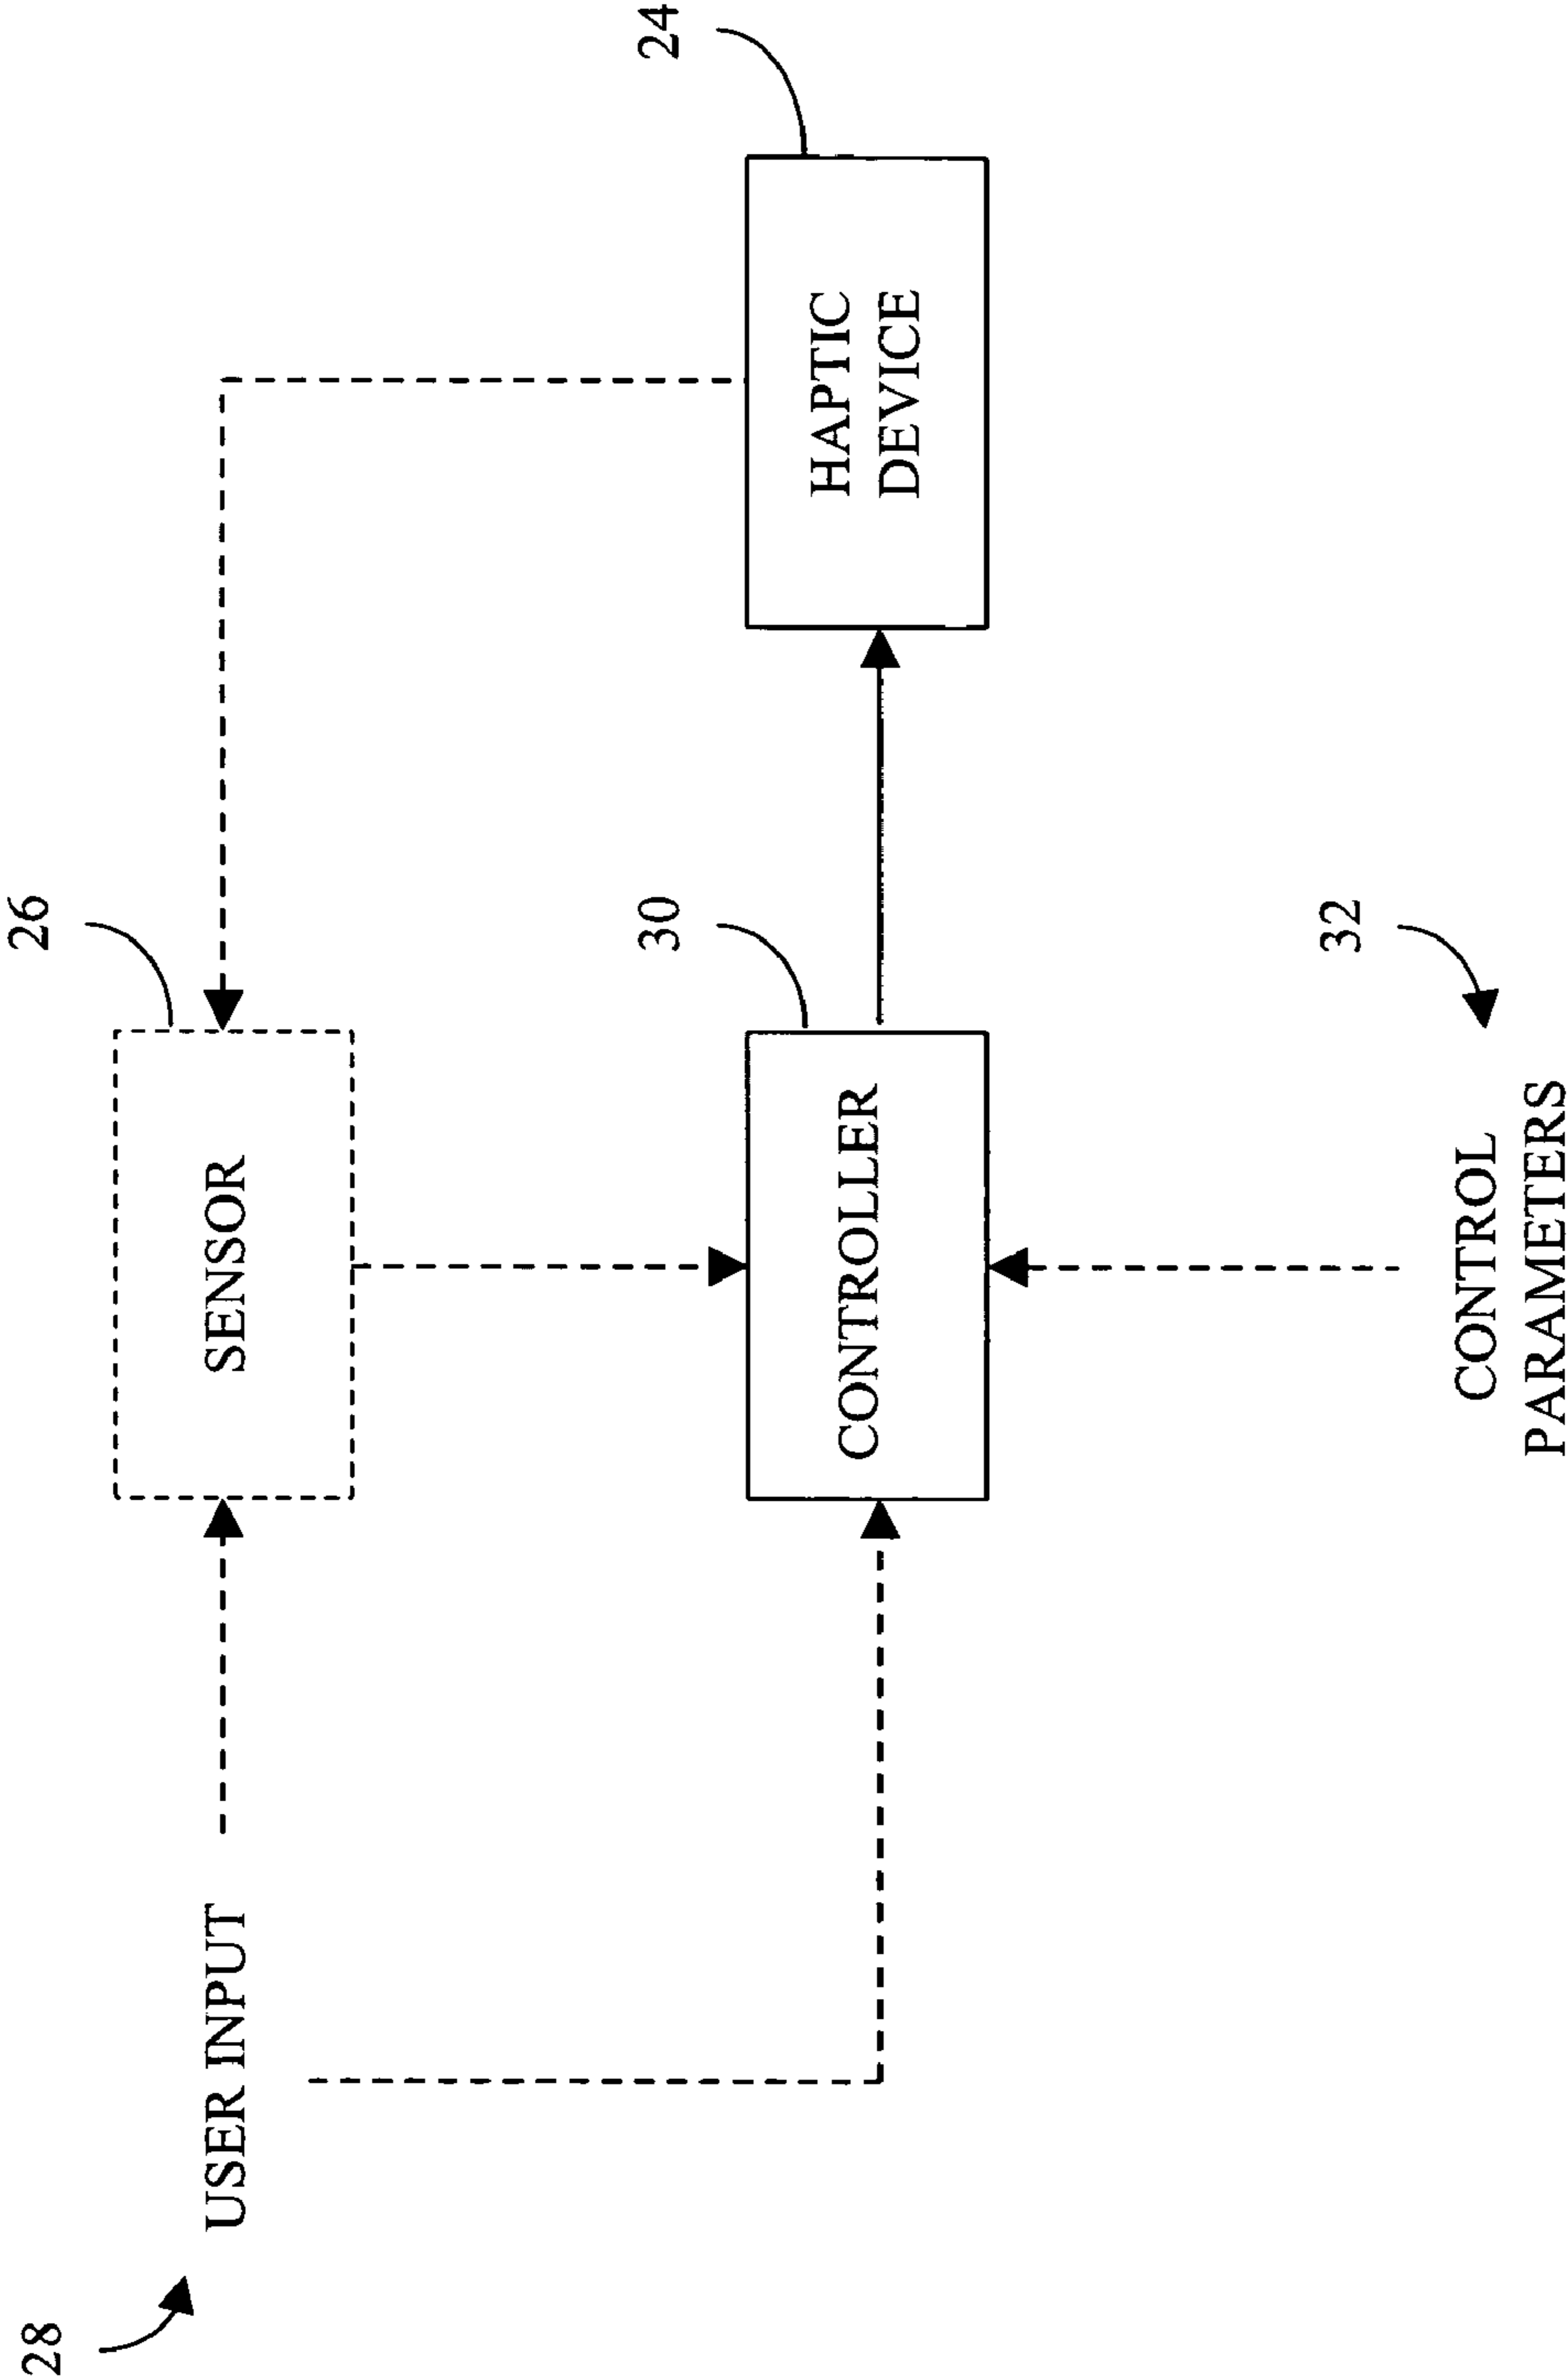 28
USER INPUT
26
SENSOR
30
CONTROLLER
24
HAPTIC
DEVICE
32
CONTROL
PARAMETERS